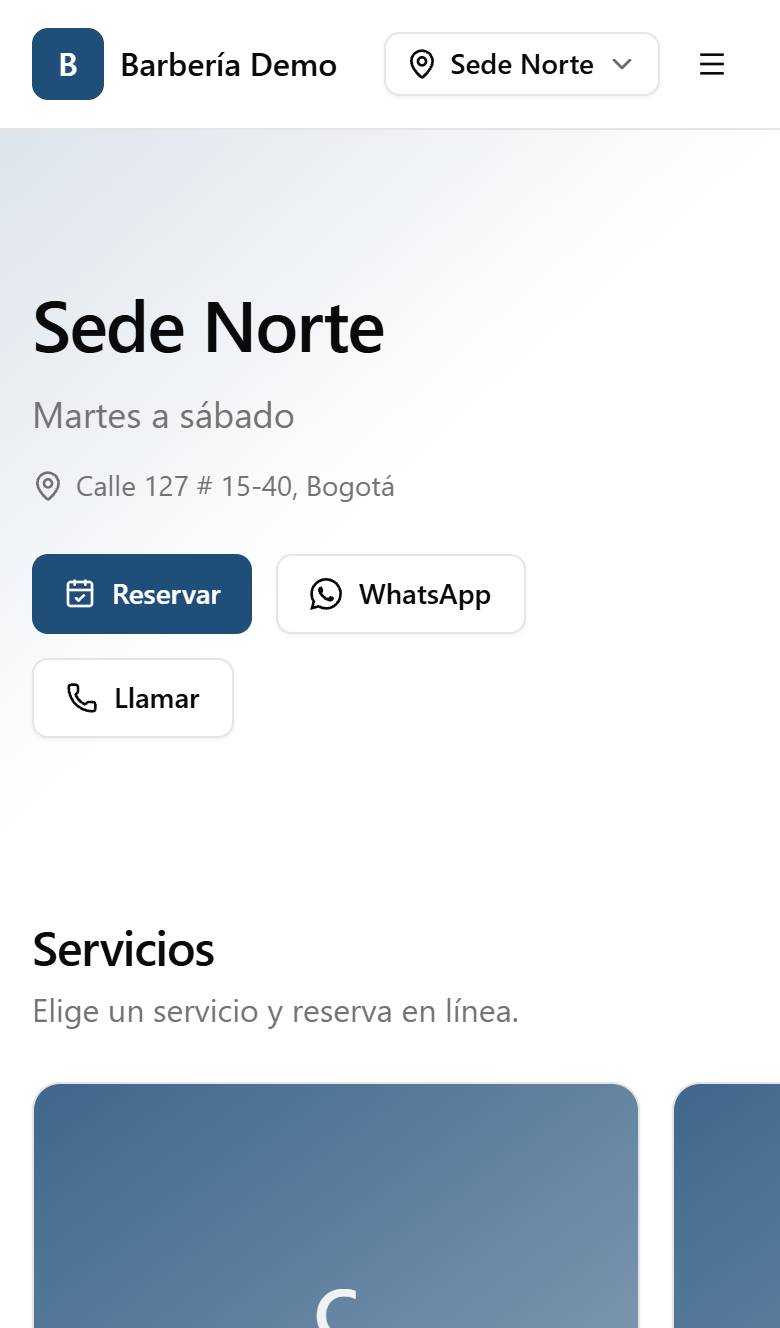 B Barbería Demo Sede Norte
Sede Norte
Martes a sábado
Calle 127 # 15-40, Bogotá
Reservar WhatsApp
Llamar
Servicios
Elige un servicio y reserva en línea.